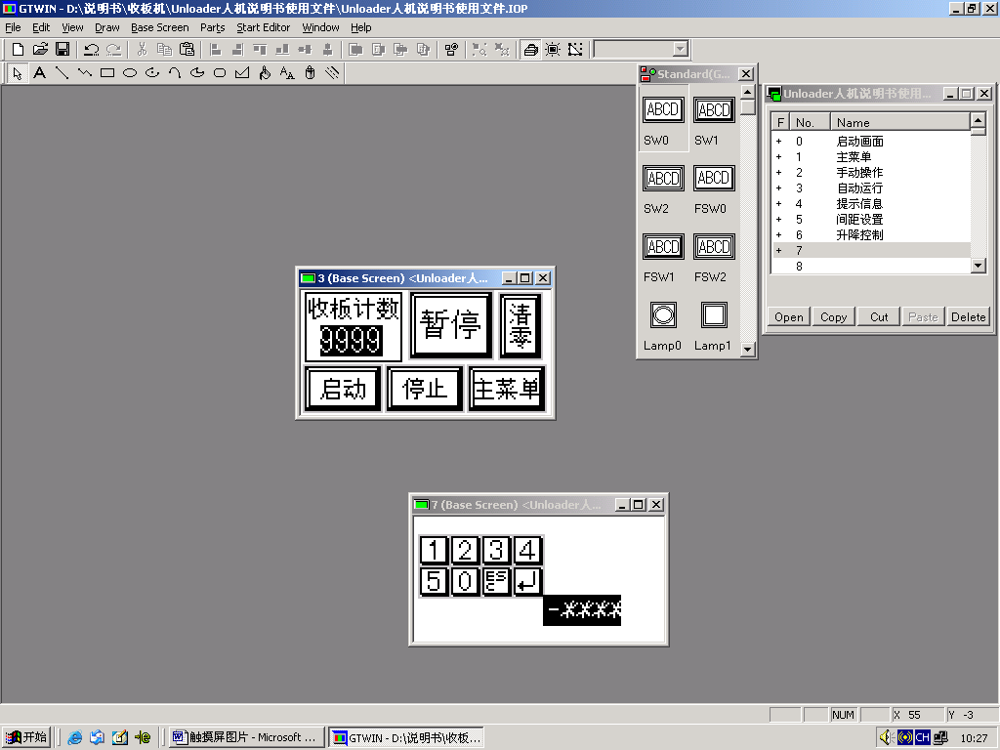 GTWIN - D:\说明书\收板机\Unloader人机说明书使用文件\Unloader人机说明书使用文件.IOP
File Edit View Draw Base Screen Parts Start Editor Window Help
Standard(G...
ABCD ABCD
SW0 SW1
ABCD ABCD
SW2 FSW0
ABCD ABCD
FSW1 FSW2
Lamp0 Lamp1
Unloader人机说明书使用...
F No. Name
+ 0 启动画面
+ 1 主菜单
+ 2 手动操作
+ 3 自动运行
+ 4 提示信息
+ 5 间距设置
+ 6 升降控制
+ 7
8
Open Copy Cut Paste Delete
3 (Base Screen) <Unloader人...
收板计数
9999
暂停
清零
启动 停止 主菜单
7 (Base Screen) <Unloader人...
1 2 3 4
5 0 ESC
-****
NUM X 55 Y -3
开始 触摸屏图片 - Microsoft ... GTWIN - D:\说明书\收板... CH 10:27